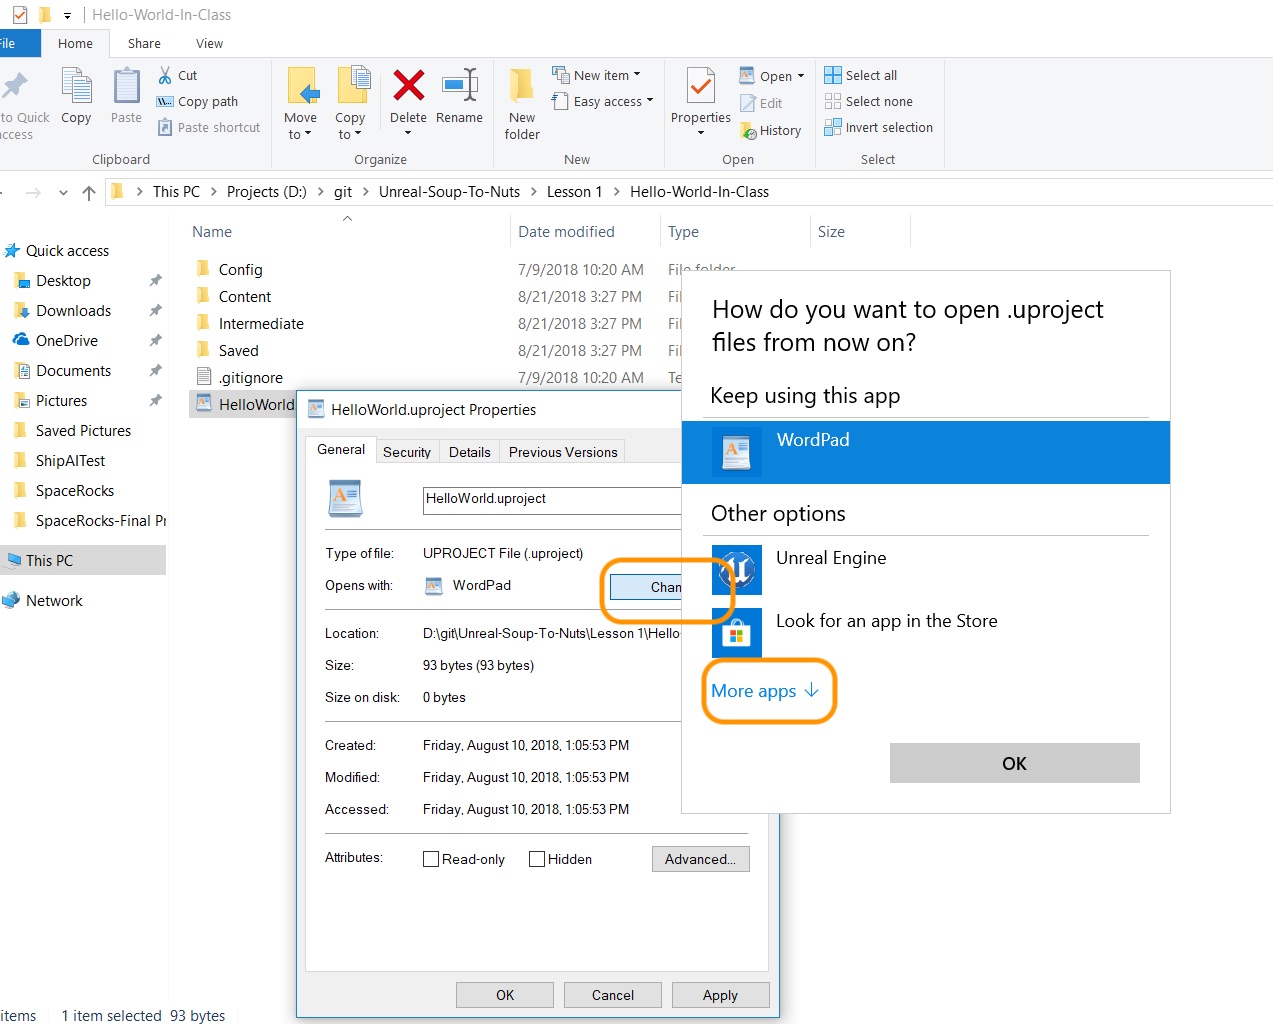 Hello-World-In-Class
File Home Share View
Cut
Copy path
Paste shortcut
to Quick
access
Copy
Paste
Clipboard
Move
to
Copy
to
Delete
Rename
Organize
New
folder
New item
Easy access
New
Properties
Open
Edit
History
Open
Select all
Select none
Invert selection
Select
This PC > Projects (D:) > git > Unreal-Soup-To-Nuts > Lesson 1 > Hello-World-In-Class
Name Date modified Type Size
Quick access
Desktop
Downloads
OneDrive
Documents
Pictures
Saved Pictures
ShipAITest
SpaceRocks
SpaceRocks-Final Pr
This PC
Network
Config 7/9/2018 10:20 AM File folder
Content 8/21/2018 3:27 PM Fil
Intermediate 8/21/2018 3:27 PM Fil
Saved 8/21/2018 3:27 PM Fil
.gitignore 7/9/2018 10:20 AM Te
HelloWorld
HelloWorld.uproject Properties
General Security Details Previous Versions
HelloWorld.uproject
Type of file: UPROJECT File (.uproject)
Opens with: WordPad Chan
Location: D:\git\Unreal-Soup-To-Nuts\Lesson 1\Hello-
Size: 93 bytes (93 bytes)
Size on disk: 0 bytes
Created: Friday, August 10, 2018, 1:05:53 PM
Modified: Friday, August 10, 2018, 1:05:53 PM
Accessed: Friday, August 10, 2018, 1:05:53 PM
Attributes: Read-only Hidden Advanced...
OK Cancel Apply
How do you want to open .uproject
files from now on?
Keep using this app
WordPad
Other options
Unreal Engine
Look for an app in the Store
More apps ↓
OK
items 1 item selected 93 bytes